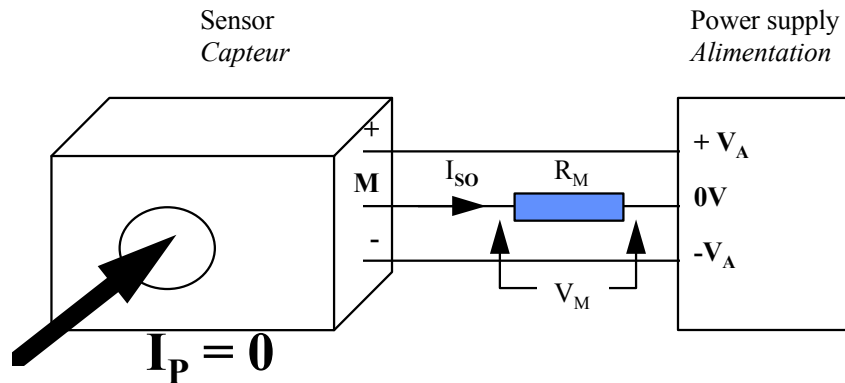 Sensor
Capteur
Power supply
Alimentation
+
+ V_A
I_SO
R_M
M
0V
-
-V_A
V_M
I_P = 0